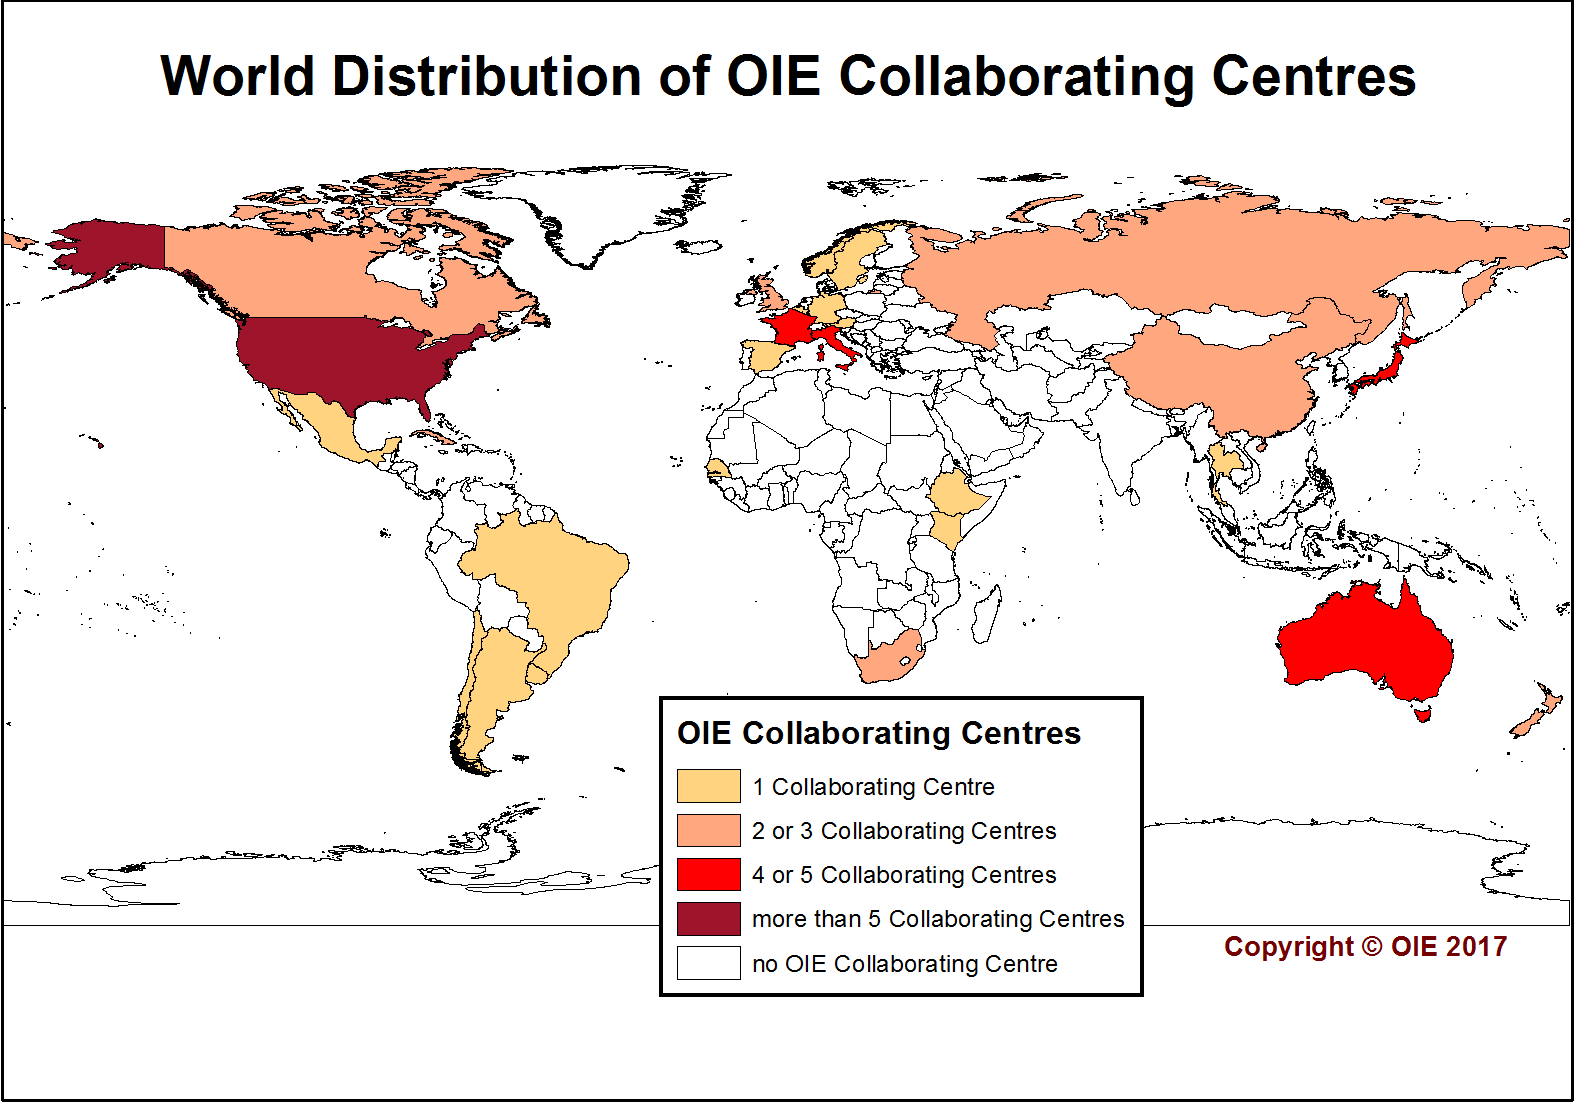 World Distribution of OIE Collaborating Centres
OIE Collaborating Centres
1 Collaborating Centre
2 or 3 Collaborating Centres
4 or 5 Collaborating Centres
more than 5 Collaborating Centres
no OIE Collaborating Centre
Copyright © OIE 2017